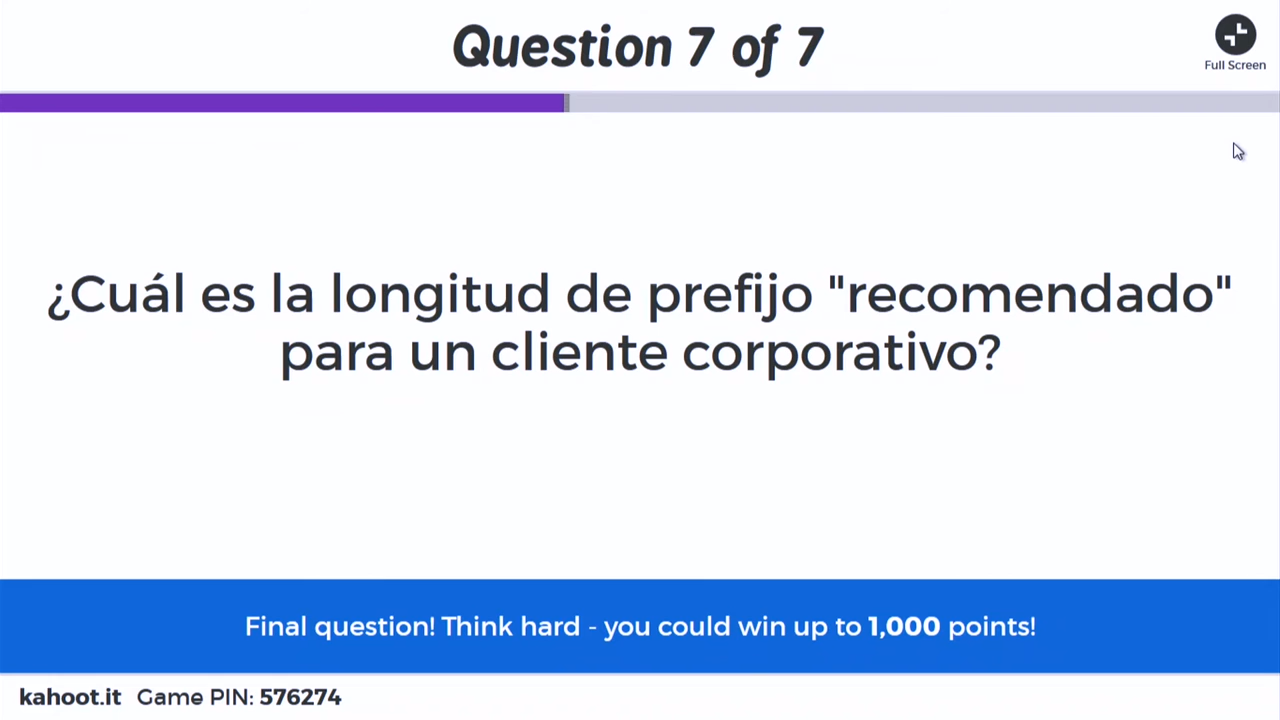 Question 7 of 7
Full Screen
¿Cuál es la longitud de prefijo "recomendado"
para un cliente corporativo?
Final question! Think hard - you could win up to 1,000 points!
kahoot.it Game PIN: 576274